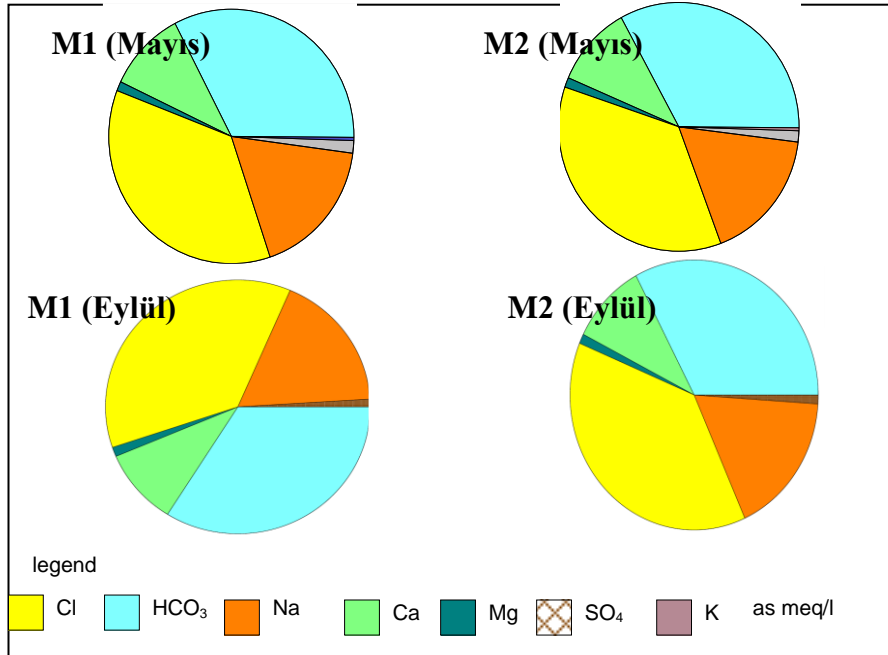 M1 (Mayıs)
M2 (Mayıs)
M1 (Eylül)
M2 (Eylül)
legend
Cl HCO₃ Na Ca Mg SO₄ K as meq/l